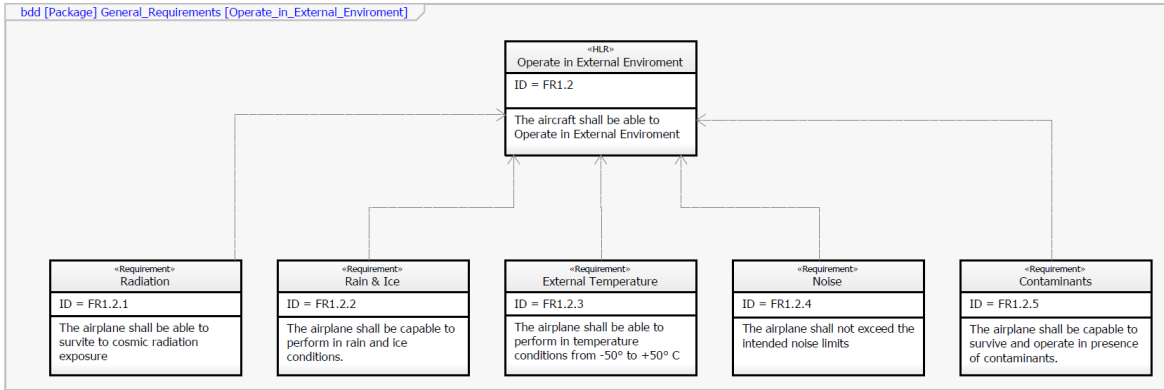 bdd [Package] General_Requirements [Operate_in_External_Enviroment]
«HLR»
Operate in External Enviroment
ID = FR1.2
The aircraft shall be able to
Operate in External Enviroment
«Requirement»
Radiation
ID = FR1.2.1
The airplane shall be able to
survite to cosmic radiation
exposure
«Requirement»
Rain & Ice
ID = FR1.2.2
The airplane shall be capable to
perform in rain and ice
conditions.
«Requirement»
External Temperature
ID = FR1.2.3
The airplane shall be able to
perform in temperature
conditions from -50° to +50° C
«Requirement»
Noise
ID = FR1.2.4
The airplane shall not exceed the
intended noise limits
«Requirement»
Contaminants
ID = FR1.2.5
The airplane shall be capable to
survive and operate in presence
of contaminants.